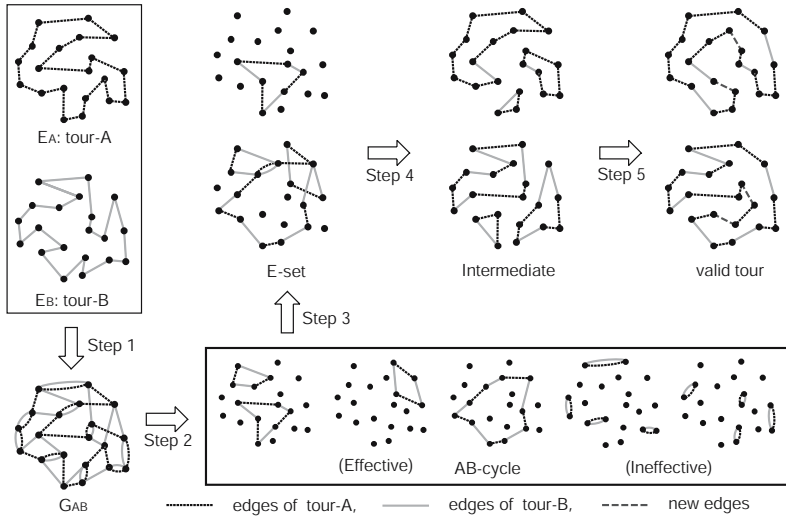 EA: tour-A
EB: tour-B
Step 1
GAB
Step 2
(Effective)
AB-cycle
(Ineffective)
Step 3
E-set
Step 4
Intermediate
Step 5
valid tour
edges of tour-A,
edges of tour-B,
new edges